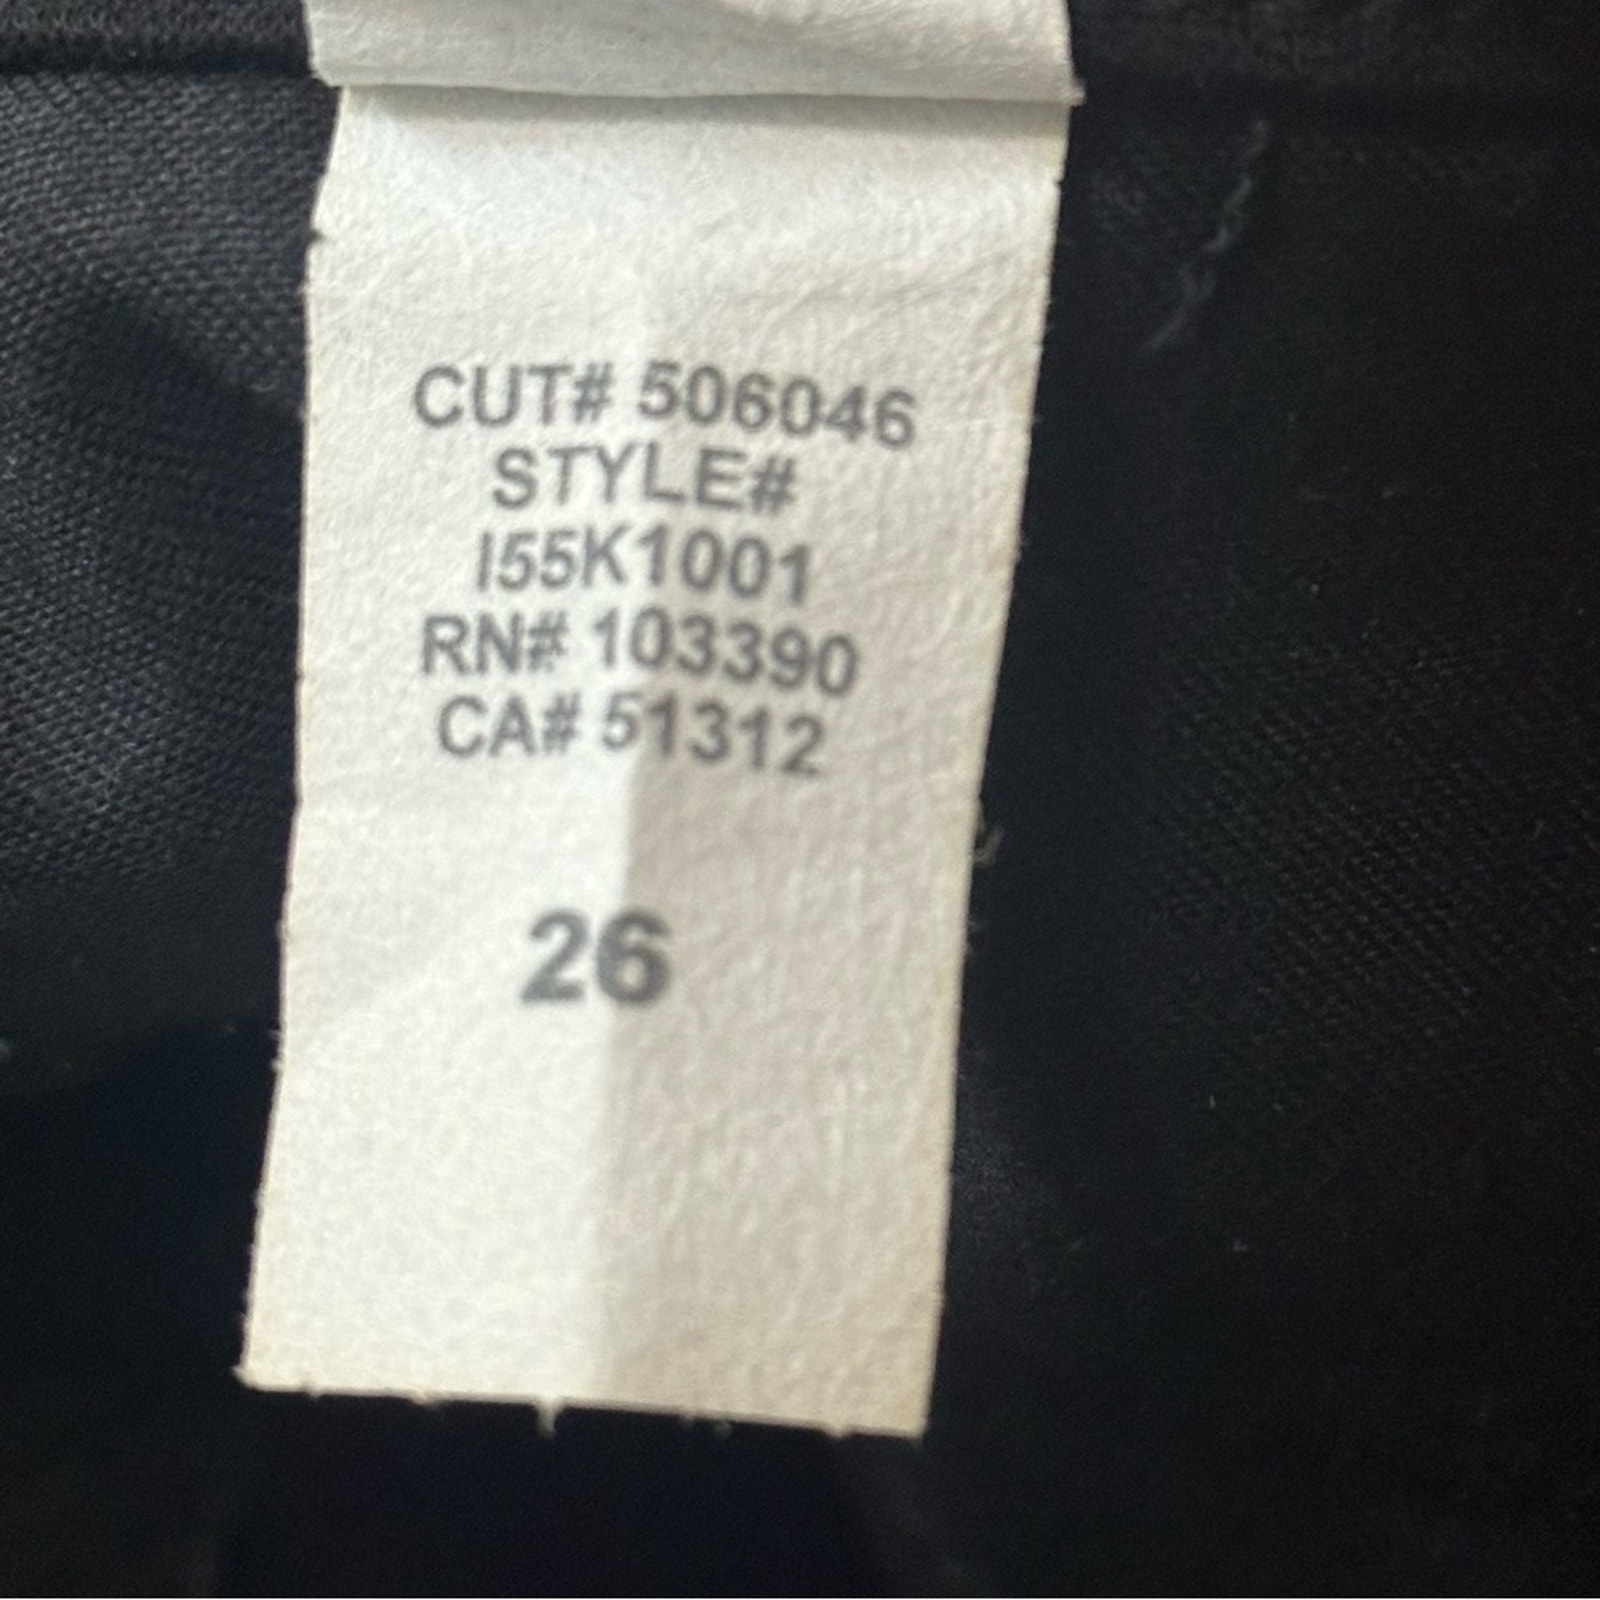 CUT# 506046
STYLE#
I55K1001
RN# 103390
CA# 51312
26